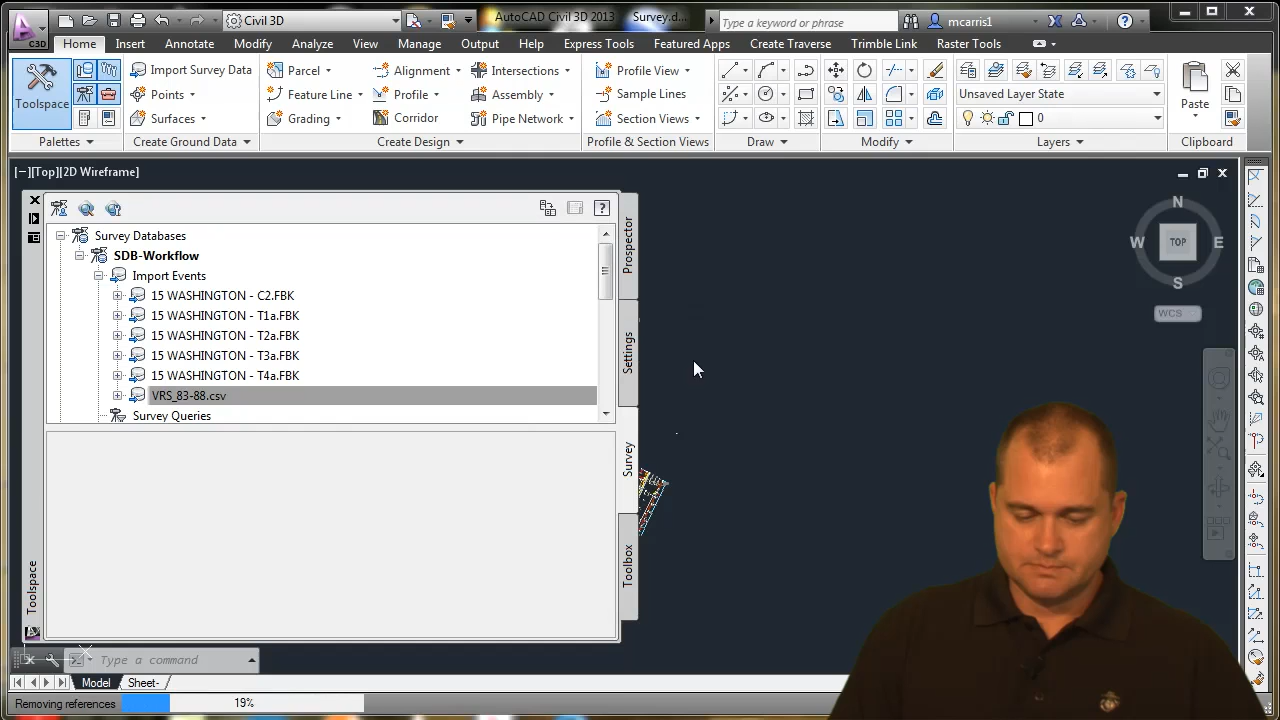 Civil 3D
AutoCAD Civil 3D 2013
Survey.d...
Type a keyword or phrase
mcarris1
C3D
Home
Insert
Annotate
Modify
Analyze
View
Manage
Output
Help
Express Tools
Featured Apps
Create Traverse
Trimble Link
Raster Tools
Toolspace
Import Survey Data
Points
Surfaces
Parcel
Feature Line
Grading
Alignment
Profile
Corridor
Intersections
Assembly
Pipe Network
Profile View
Sample Lines
Section Views
Unsaved Layer State
0
Paste
Palettes
Create Ground Data
Create Design
Profile & Section Views
Draw
Modify
Layers
Clipboard
[−][Top][2D Wireframe]
N
W
TOP
E
S
WCS
Survey Databases
SDB-Workflow
Import Events
15 WASHINGTON - C2.FBK
15 WASHINGTON - T1a.FBK
15 WASHINGTON - T2a.FBK
15 WASHINGTON - T3a.FBK
15 WASHINGTON - T4a.FBK
VRS_83-88.csv
Survey Queries
Prospector
Settings
Survey
Toolbox
Toolspace
Type a command
Model
Sheet-
Removing references
19%